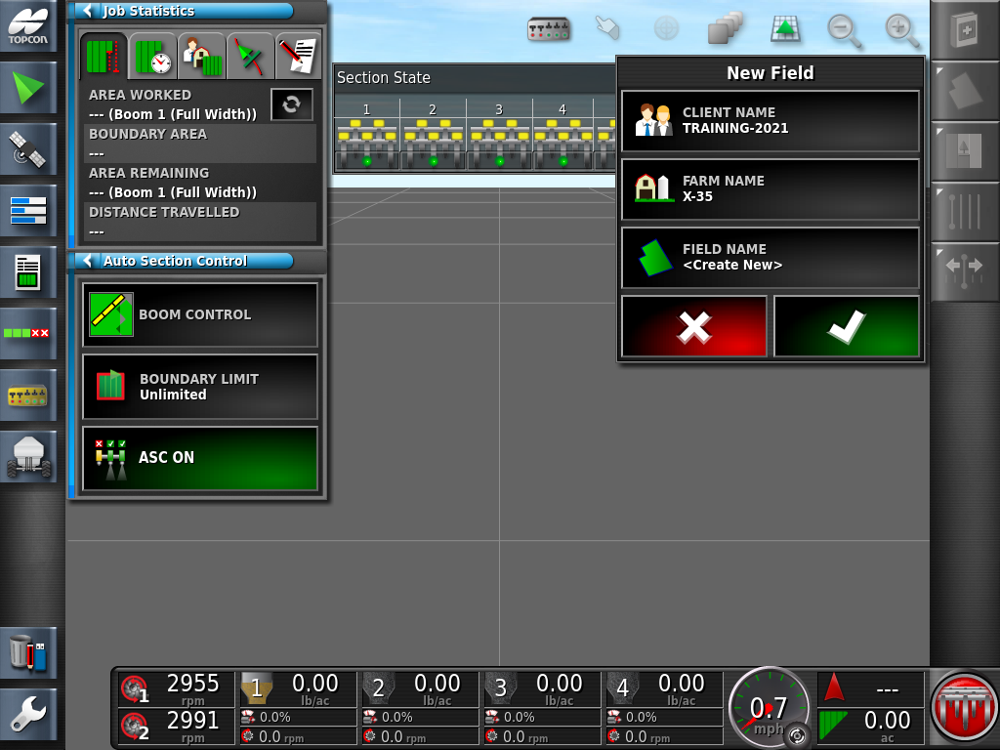 TOPCON
Job Statistics
AREA WORKED
--- (Boom 1 (Full Width))
BOUNDARY AREA
---
AREA REMAINING
--- (Boom 1 (Full Width))
DISTANCE TRAVELLED
---
Auto Section Control
BOOM CONTROL
BOUNDARY LIMIT
Unlimited
ASC ON
Section State
1 2 3 4
New Field
CLIENT NAME
TRAINING-2021
FARM NAME
X-35
FIELD NAME
<Create New>
1 2955 rpm
2 2991 rpm
1 0.00 lb/ac
0.0%
0.0 rpm
2 0.00 lb/ac
0.0%
0.0 rpm
3 0.00 lb/ac
0.0%
0.0 rpm
4 0.00 lb/ac
0.0%
0.0 rpm
0.7
mph
---
0.00
ac